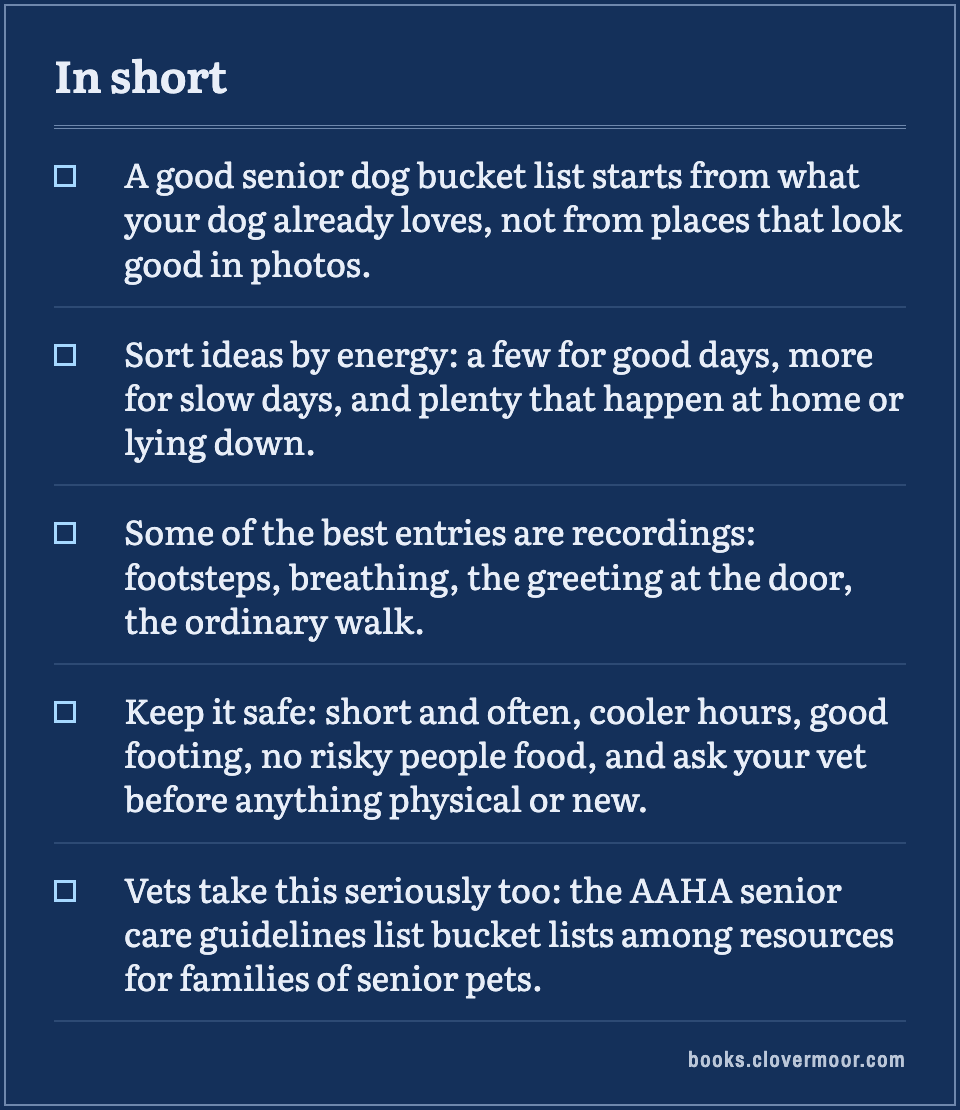 In short
A good senior dog bucket list starts from what
your dog already loves, not from places that look
good in photos.
Sort ideas by energy: a few for good days, more
for slow days, and plenty that happen at home or
lying down.
Some of the best entries are recordings:
footsteps, breathing, the greeting at the door,
the ordinary walk.
Keep it safe: short and often, cooler hours, good
footing, no risky people food, and ask your vet
before anything physical or new.
Vets take this seriously too: the AAHA senior
care guidelines list bucket lists among resources
for families of senior pets.
books.clovermoor.com